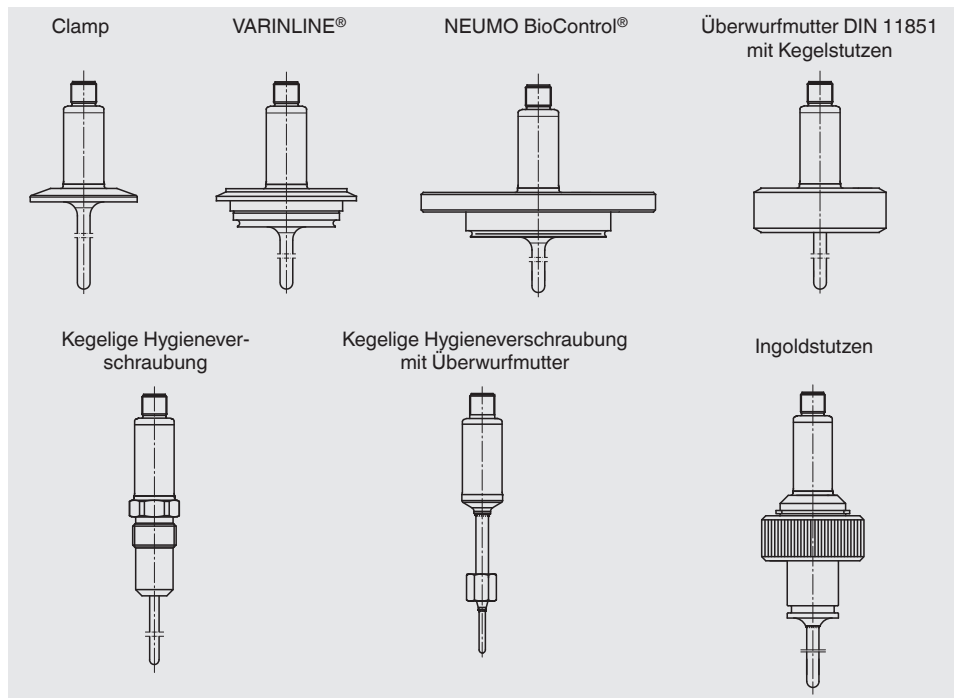 Clamp
VARINLINE®
NEUMO BioControl®
Überwurfmutter DIN 11851
mit Kegelstutzen
Kegelige Hygienever-
schraubung
Kegelige Hygieneverschraubung
mit Überwurfmutter
Ingoldstutzen